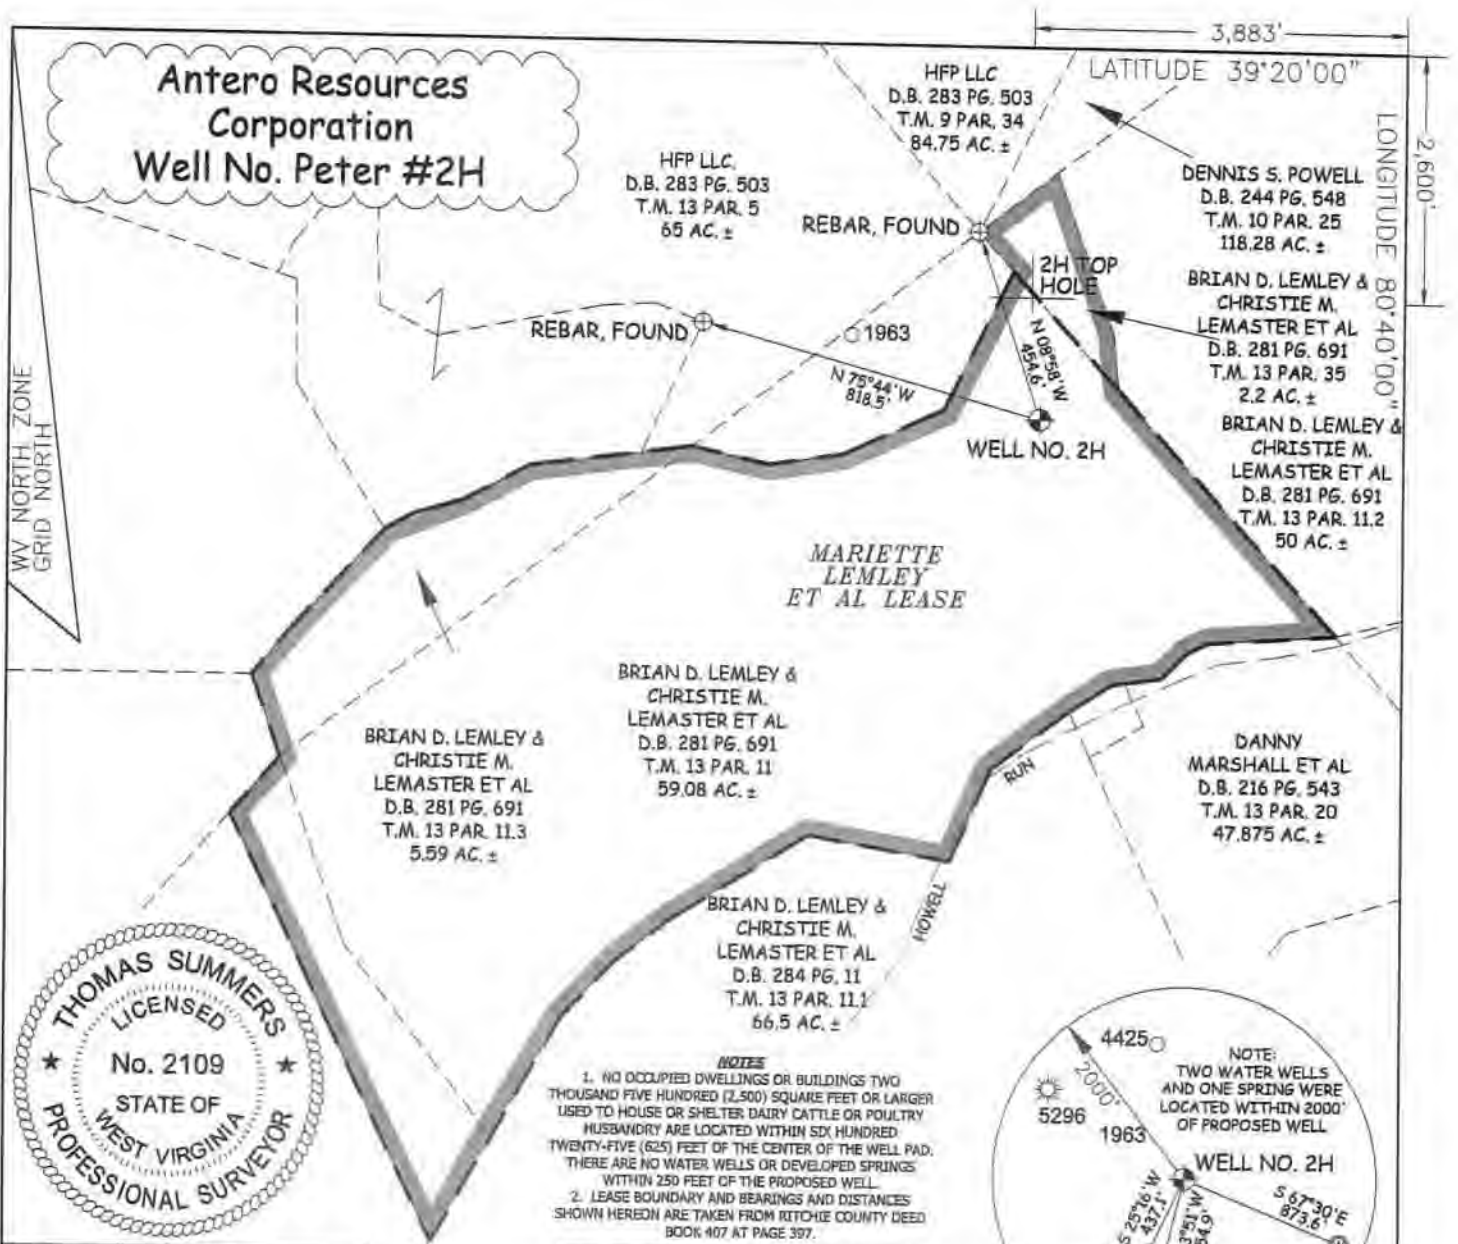 3,883'
LATITUDE 39°20'00"
LONGITUDE 80°40'00"
2,600'
Antero Resources
Corporation
Well No. Peter #2H
HFP LLC
D.B. 283 PG. 503
T.M. 9 PAR. 34
84.75 AC. ±
HFP LLC.
D.B. 283 PG. 503
T.M. 13 PAR. 5
65 AC. ±
DENNIS S. POWELL
D.B. 244 PG. 548
T.M. 10 PAR. 25
118.28 AC. ±
REBAR, FOUND
2H TOP
HOLE
BRIAN D. LEMLEY &
CHRISTIE M.
LEMASTER ET AL
D.B. 281 PG. 691
T.M. 13 PAR. 35
2.2 AC. ±
REBAR, FOUND
1963
N 08°58' W
454.6'
N 75°44' W
818.5'
WELL NO. 2H
BRIAN D. LEMLEY &
CHRISTIE M.
LEMASTER ET AL
D.B. 281 PG. 691
T.M. 13 PAR. 11.2
50 AC. ±
WV NORTH ZONE
GRID NORTH
MARIETTE
LEMLEY
ET AL LEASE
BRIAN D. LEMLEY &
CHRISTIE M.
LEMASTER ET AL
D.B. 281 PG. 691
T.M. 13 PAR. 11
59.08 AC. ±
BRIAN D. LEMLEY &
CHRISTIE M.
LEMASTER ET AL
D.B. 281 PG. 691
T.M. 13 PAR. 11.3
5.59 AC. ±
RUN
DANNY
MARSHALL ET AL
D.B. 216 PG. 543
T.M. 13 PAR. 20
47.875 AC. ±
HOWELL
BRIAN D. LEMLEY &
CHRISTIE M.
LEMASTER ET AL
D.B. 284 PG. 11
T.M. 13 PAR. 11.1
66.5 AC. ±
THOMAS SUMMERS
LICENSED
No. 2109
STATE OF
WEST VIRGINIA
PROFESSIONAL SURVEYOR
NOTES
1. NO OCCUPIED DWELLINGS OR BUILDINGS TWO
THOUSAND FIVE HUNDRED (2,500) SQUARE FEET OR LARGER
USED TO HOUSE OR SHELTER DAIRY CATTLE OR POULTRY
HUSBANDRY ARE LOCATED WITHIN SIX HUNDRED
TWENTY-FIVE (625) FEET OF THE CENTER OF THE WELL PAD.
THERE ARE NO WATER WELLS OR DEVELOPED SPRINGS
WITHIN 250 FEET OF THE PROPOSED WELL.
2. LEASE BOUNDARY AND BEARINGS AND DISTANCES
SHOWN HEREON ARE TAKEN FROM RITCHIE COUNTY DEED
BOOK 407 AT PAGE 397.
4425
2000'
5296
1963
NOTE:
TWO WATER WELLS
AND ONE SPRING WERE
LOCATED WITHIN 2000'
OF PROPOSED WELL
WELL NO. 2H
S 25°16' W
437.1'
S 67°30' E
873.6'